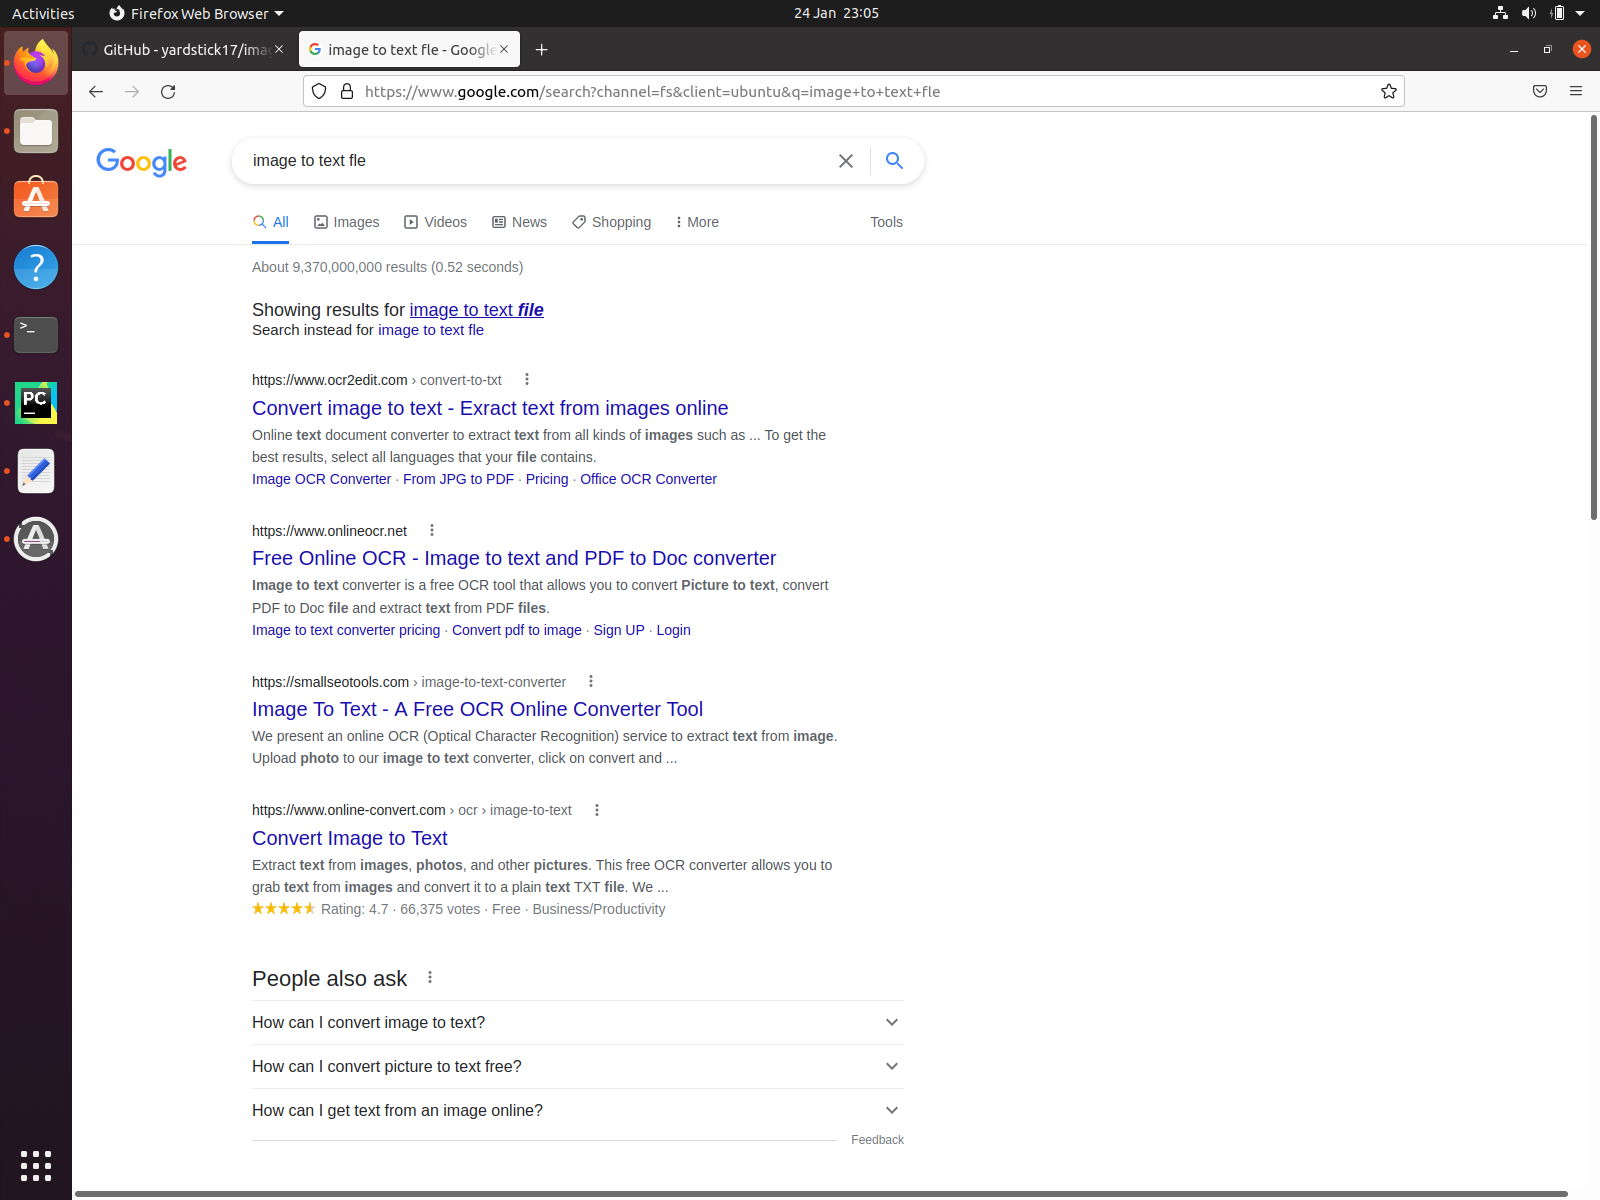 Activities
Firefox Web Browser
24 Jan 23:05
GitHub - yardstick17/ima
image to text fle - Google
https://www.google.com/search?channel=fs&client=ubuntu&q=image+to+text+fle
Google
image to text fle
All
Images
Videos
News
Shopping
More
Tools
About 9,370,000,000 results (0.52 seconds)
Showing results for image to text file
Search instead for image to text fle
https://www.ocr2edit.com › convert-to-txt
Convert image to text - Exract text from images online
Online text document converter to extract text from all kinds of images such as ... To get the
best results, select all languages that your file contains.
Image OCR Converter · From JPG to PDF · Pricing · Office OCR Converter
https://www.onlineocr.net
Free Online OCR - Image to text and PDF to Doc converter
Image to text converter is a free OCR tool that allows you to convert Picture to text, convert
PDF to Doc file and extract text from PDF files.
Image to text converter pricing · Convert pdf to image · Sign UP · Login
https://smallseotools.com › image-to-text-converter
Image To Text - A Free OCR Online Converter Tool
We present an online OCR (Optical Character Recognition) service to extract text from image.
Upload photo to our image to text converter, click on convert and ...
https://www.online-convert.com › ocr › image-to-text
Convert Image to Text
Extract text from images, photos, and other pictures. This free OCR converter allows you to
grab text from images and convert it to a plain text TXT file. We ...
Rating: 4.7 · 66,375 votes · Free · Business/Productivity
People also ask
How can I convert image to text?
How can I convert picture to text free?
How can I get text from an image online?
Feedback
>_
PC